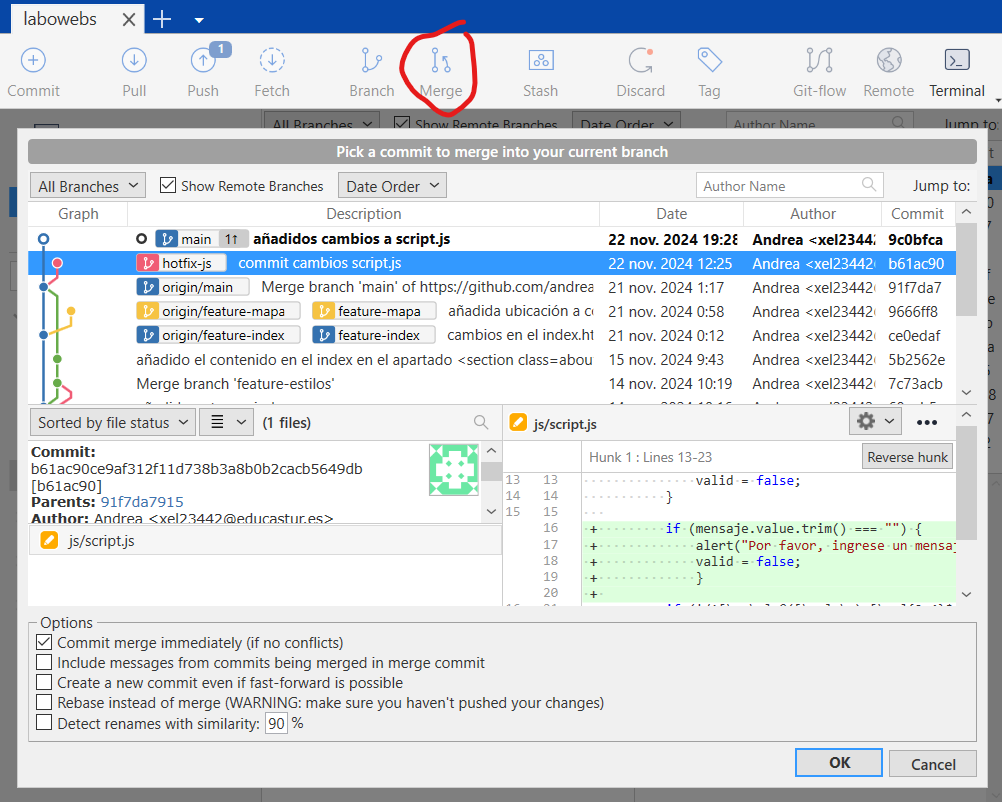 labowebs
1
Commit Pull Push Fetch Branch Merge Stash Discard Tag Git-flow Remote Terminal
All Branches Show Remote Branches Date Order Author Name Jump to:
Pick a commit to merge into your current branch
All Branches Show Remote Branches Date Order Author Name Jump to:
Graph Description Date Author Commit
main 1↑ añadidos cambios a script.js 22 nov. 2024 19:28 Andrea <xel23442 9c0bfca
hotfix-js commit cambios script.js 22 nov. 2024 12:25 Andrea <xel23442 b61ac90
origin/main Merge branch 'main' of https://github.com/andrea 21 nov. 2024 1:17 Andrea <xel23442 91f7da7
origin/feature-mapa feature-mapa añadida ubicación a co 21 nov. 2024 0:58 Andrea <xel23442 9666ff8
origin/feature-index feature-index cambios en el index.ht 21 nov. 2024 0:12 Andrea <xel23442 ce0edaf
añadido el contenido en el index en el apartado <section class=abou 15 nov. 2024 9:43 Andrea <xel23442 5b2562e
Merge branch 'feature-estilos' 14 nov. 2024 10:19 Andrea <xel23442 7c73acb
Sorted by file status (1 files)
js/script.js
Commit:
b61ac90ce9af312f11d738b3a8b0b2cacb5649db
[b61ac90]
Parents: 91f7da7915
Author: Andrea <xel23442@educastur.es>
js/script.js
Hunk 1 : Lines 13-23 Reverse hunk
13 13 valid = false;
14 14 }
15 15
16 + if (mensaje.value.trim() === "") {
17 + alert("Por favor, ingrese un mensaj
18 + valid = false;
19 + }
20 +
Options
Commit merge immediately (if no conflicts)
Include messages from commits being merged in merge commit
Create a new commit even if fast-forward is possible
Rebase instead of merge (WARNING: make sure you haven't pushed your changes)
Detect renames with similarity: 90 %
OK Cancel